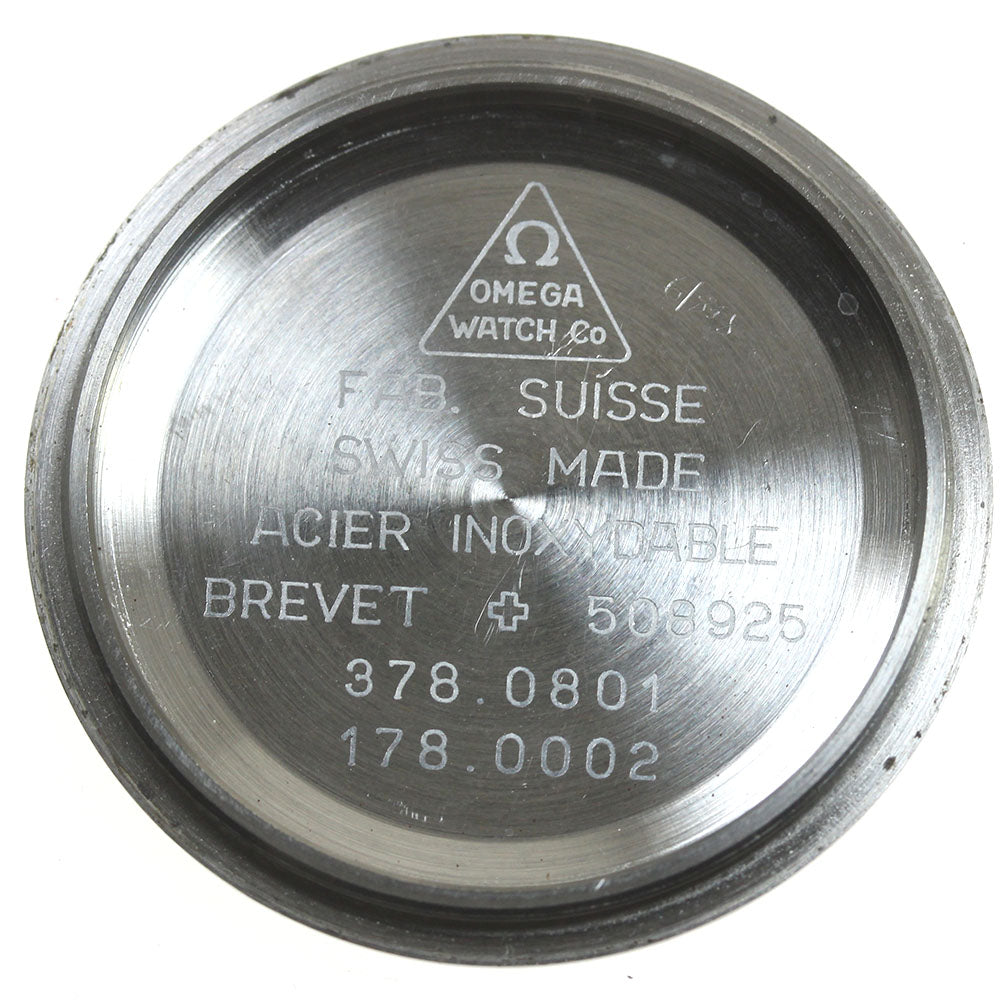 Ω
OMEGA
WATCH Co
FAB. SUISSE
SWISS MADE
ACIER INOXYDABLE
BREVET ✚ 508925
378.0801
178.0002